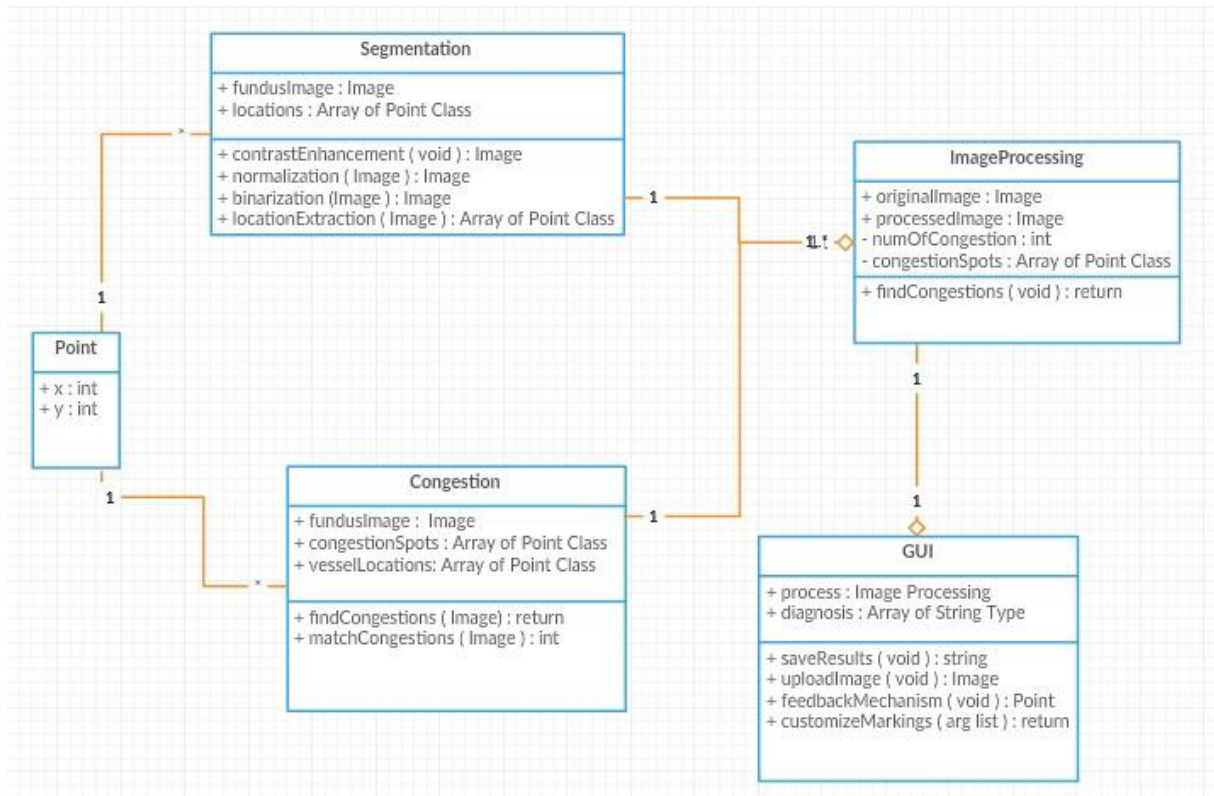 Segmentation
+ fundusImage : Image
+ locations : Array of Point Class
+ contrastEnhancement ( void ) : Image
+ normalization ( Image ) : Image
+ binarization (Image ) : Image
+ locationExtraction ( Image ) : Array of Point Class
*
1
1
ImageProcessing
+ originalImage : Image
+ processedImage : Image
- numOfCongestion : int
- congestionSpots : Array of Point Class
+ findCongestions ( void ) : return
1
1
Point
+ x : int
+ y : int
1
*
Congestion
+ fundusImage : Image
+ congestionSpots : Array of Point Class
+ vesselLocations: Array of Point Class
+ findCongestions ( Image) : return
+ matchCongestions ( Image ) : int
1
GUI
+ process : Image Processing
+ diagnosis : Array of String Type
+ saveResults ( void ) : string
+ uploadImage ( void ) : Image
+ feedbackMechanism ( void ) : Point
+ customizeMarkings ( arg list ) : return